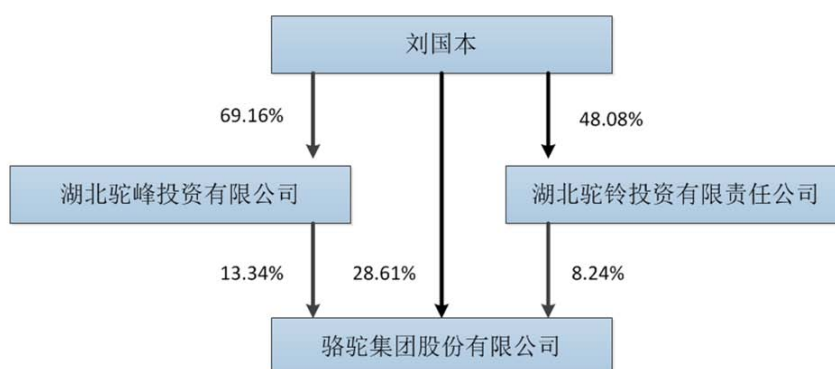 刘国本
69.16%
48.08%
湖北驼峰投资有限公司
湖北驼铃投资有限责任公司
13.34%
28.61%
8.24%
骆驼集团股份有限公司